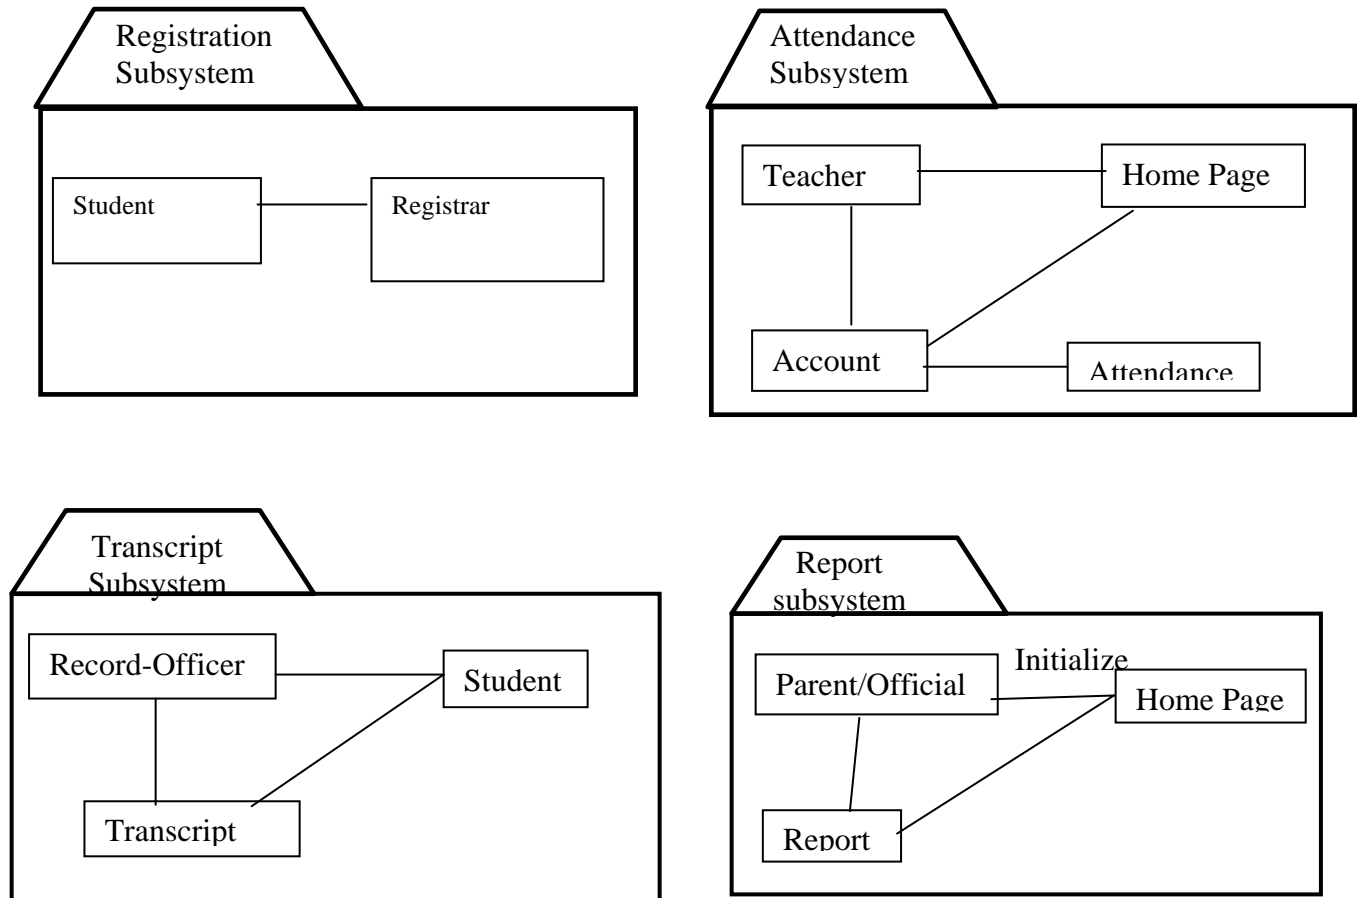 Registration
Subsystem
Student
Registrar
Attendance
Subsystem
Teacher
Home Page
Account
Attendance
Transcript
Subsystem
Record-Officer
Student
Transcript
Report
subsystem
Initialize
Parent/Official
Home Page
Report